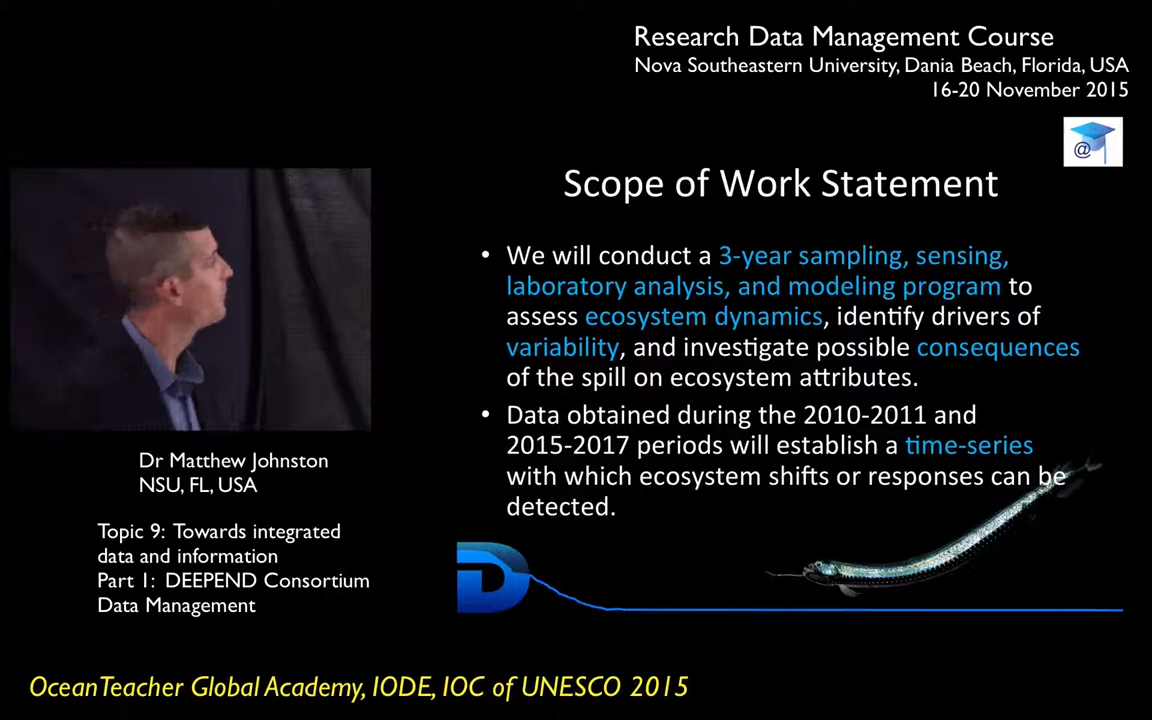 Research Data Management Course
Nova Southeastern University, Dania Beach, Florida, USA
16-20 November 2015
@
Scope of Work Statement
• We will conduct a 3-year sampling, sensing,
laboratory analysis, and modeling program to
assess ecosystem dynamics, identify drivers of
variability, and investigate possible consequences
of the spill on ecosystem attributes.
• Data obtained during the 2010-2011 and
2015-2017 periods will establish a time-series
with which ecosystem shifts or responses can be
detected.
D
Dr Matthew Johnston
NSU, FL, USA
Topic 9: Towards integrated
data and information
Part 1: DEEPEND Consortium
Data Management
OceanTeacher Global Academy, IODE, IOC of UNESCO 2015